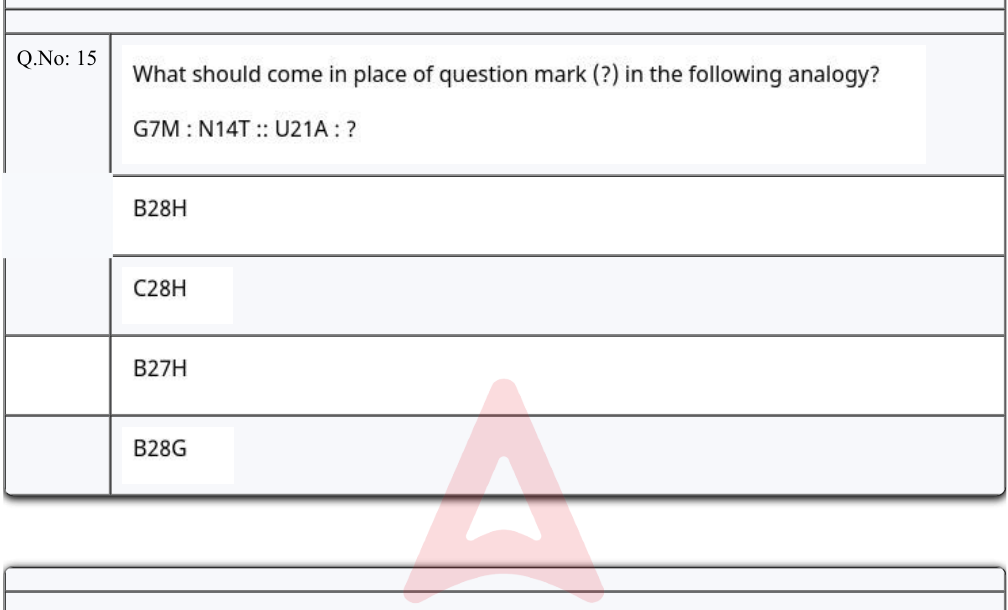 Q.No: 15
What should come in place of question mark (?) in the following analogy?
G7M : N14T :: U21A : ?
B28H
C28H
B27H
B28G